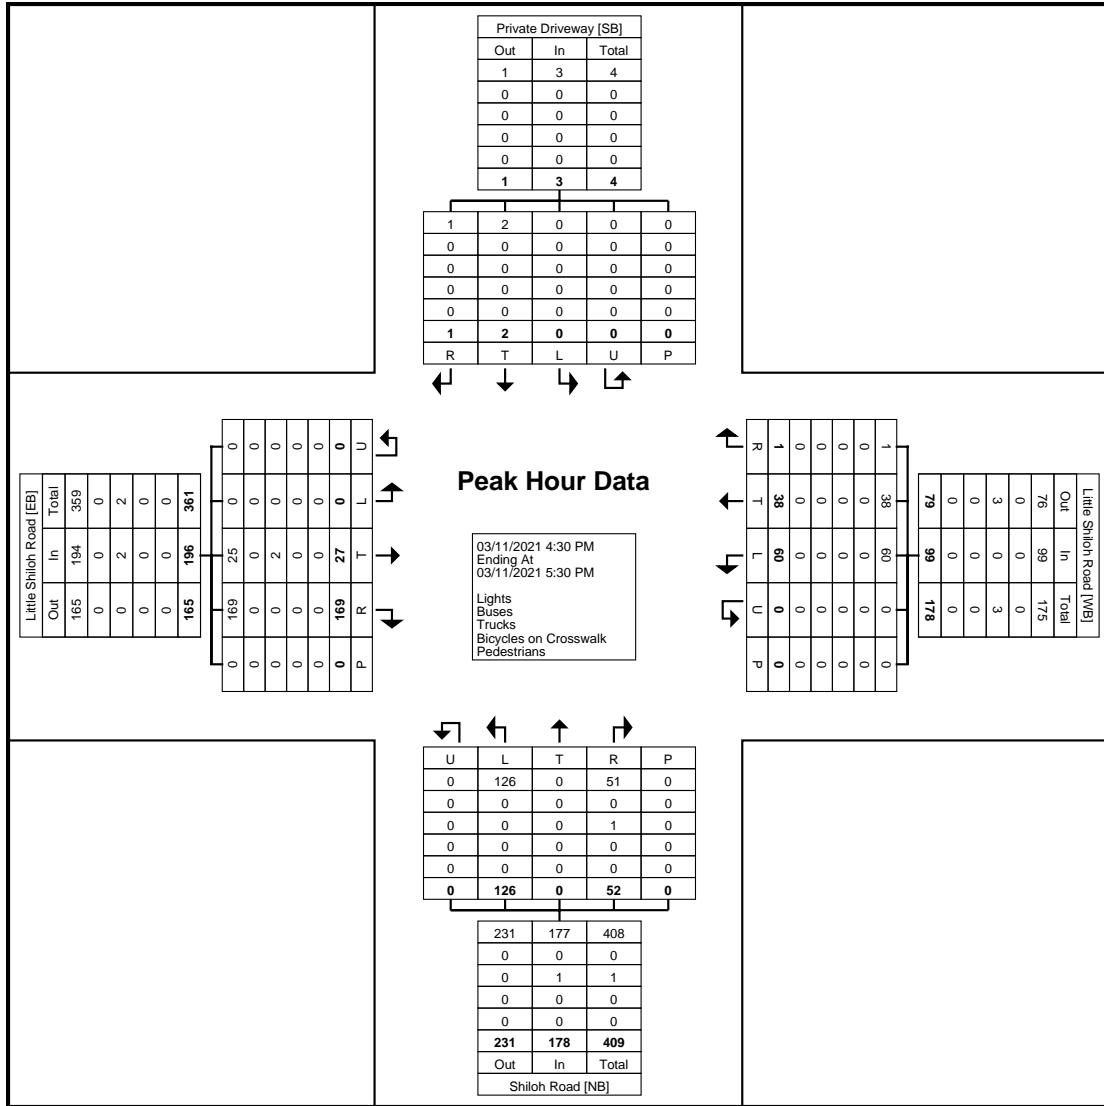 Private Driveway [SB]
Out In Total
1 3 4
0 0 0
0 0 0
0 0 0
0 0 0
1 3 4
1 2 0 0 0
0 0 0 0 0
0 0 0 0 0
0 0 0 0 0
0 0 0 0 0
1 2 0 0 0
R T L U P
Little Shiloh Road [EB]
Out In Total
165 194 359
0 0 0
0 2 2
0 0 0
0 0 0
165 196 361
0 169 25 0 0
0 0 0 0 0
0 0 2 0 0
0 0 0 0 0
0 0 0 0 0
0 169 27 0 0
P R T L U
Peak Hour Data
03/11/2021 4:30 PM
Ending At
03/11/2021 5:30 PM
Lights
Buses
Trucks
Bicycles on Crosswalk
Pedestrians
Little Shiloh Road [WB]
Out In Total
76 99 175
0 0 0
3 0 3
0 0 0
0 0 0
79 99 178
1 38 60 0 0
0 0 0 0 0
0 0 0 0 0
0 0 0 0 0
0 0 0 0 0
1 38 60 0 0
R T L U P
U L T R P
0 126 0 51 0
0 0 0 0 0
0 0 0 1 0
0 0 0 0 0
0 0 0 0 0
0 126 0 52 0
231 177 408
0 0 0
0 1 1
0 0 0
0 0 0
231 178 409
Out In Total
Shiloh Road [NB]